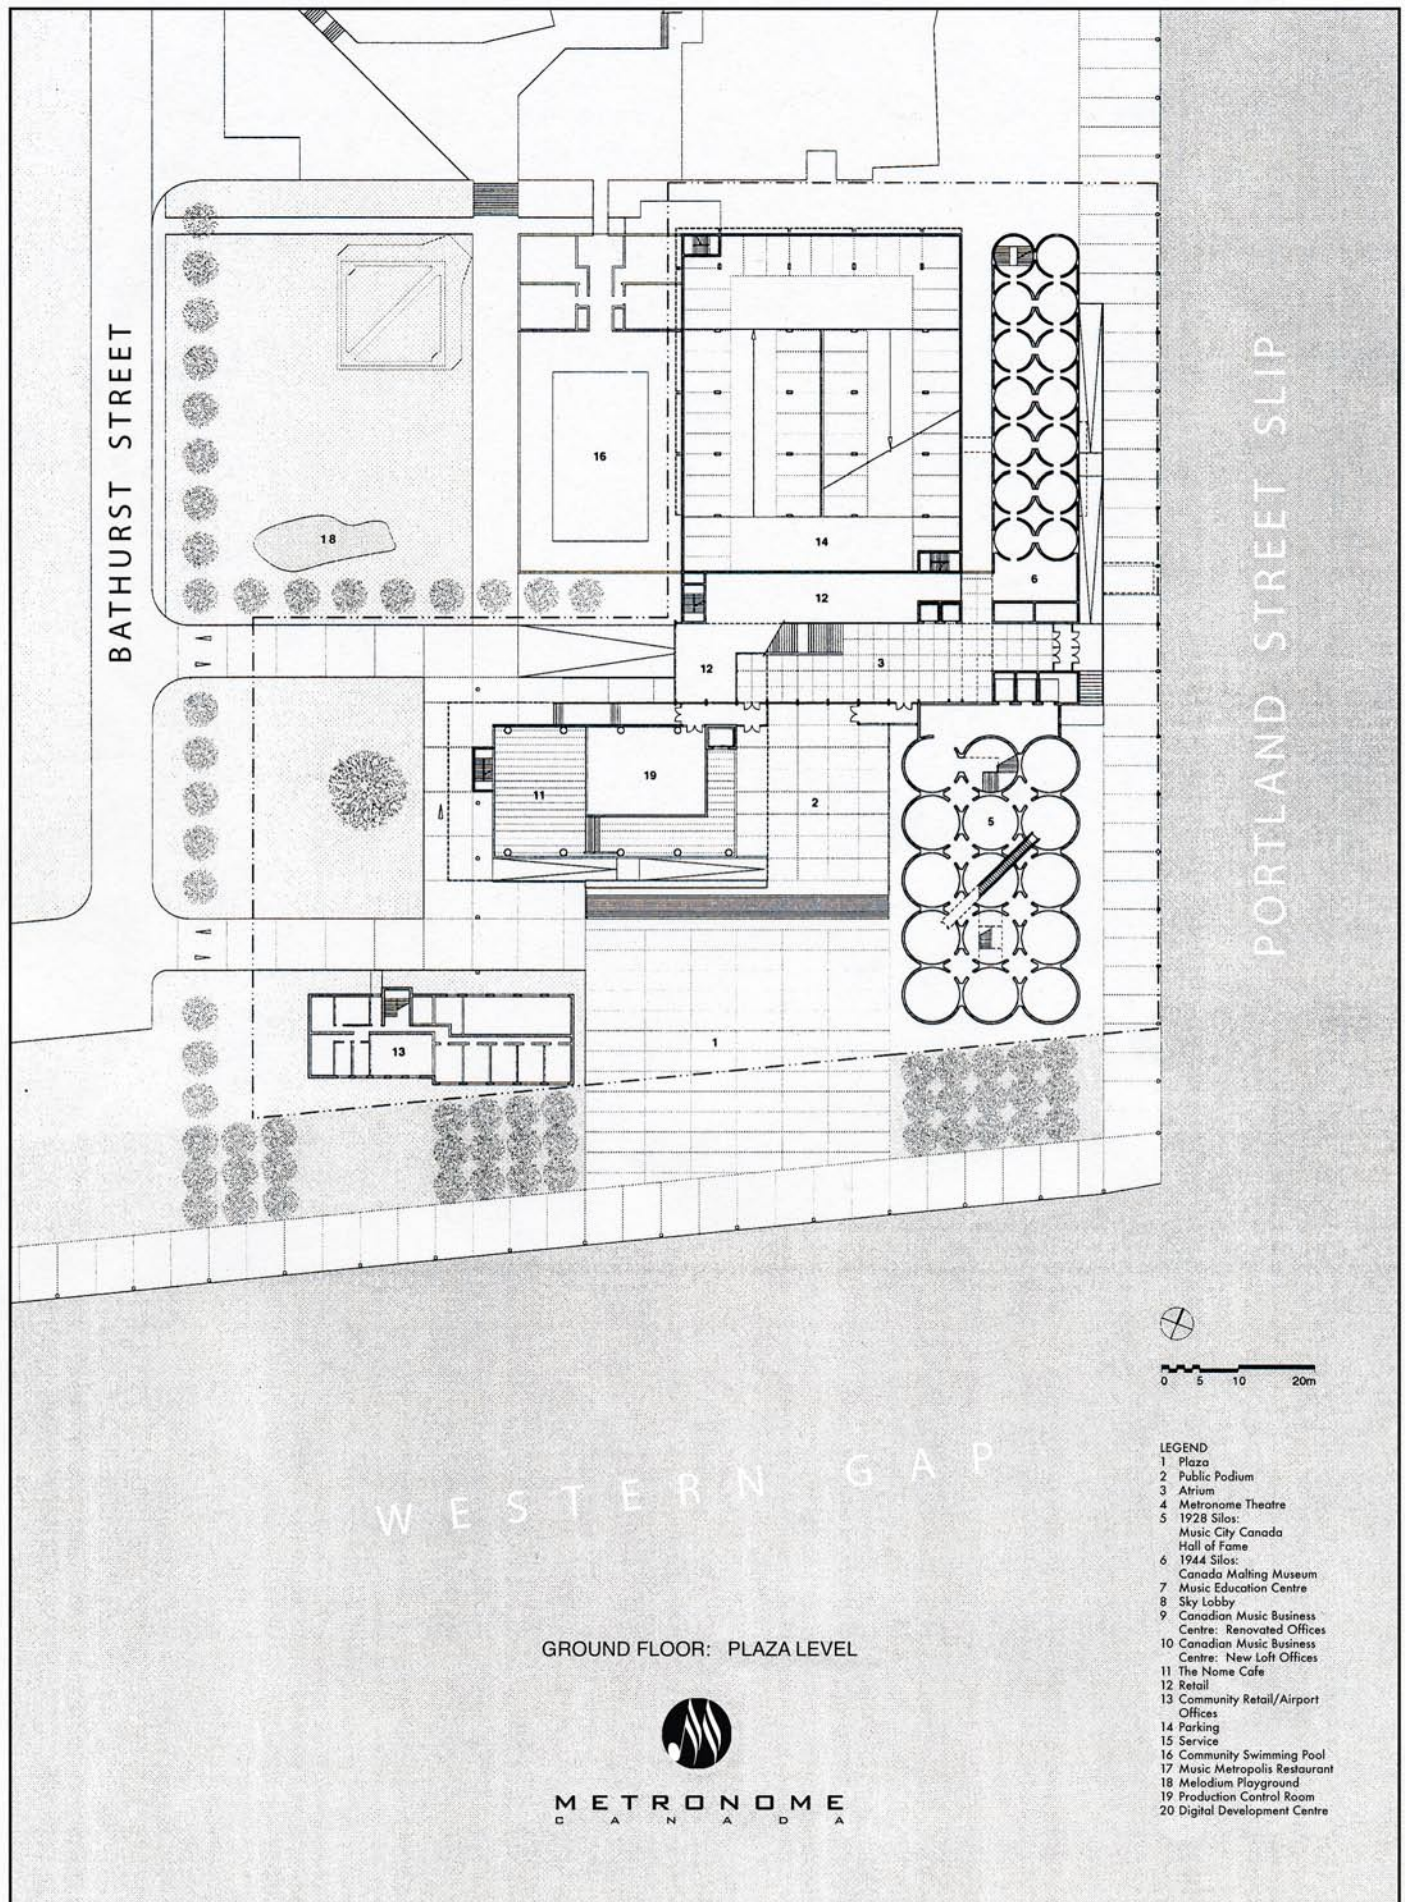 BATHURST STREET
PORTLAND STREET SLIP
16
18
14
6
12
3
12
19
11
2
5
1
13
0 5 10 20m
WESTERN GAP
LEGEND
1 Plaza
2 Public Podium
3 Atrium
4 Metronome Theatre
5 1928 Silos:
Music City Canada
Hall of Fame
6 1944 Silos:
Canada Malting Museum
7 Music Education Centre
8 Sky Lobby
9 Canadian Music Business
Centre: Renovated Offices
10 Canadian Music Business
Centre: New Loft Offices
11 The Nome Cafe
12 Retail
13 Community Retail/Airport
Offices
14 Parking
15 Service
16 Community Swimming Pool
17 Music Metropolis Restaurant
18 Melodium Playground
19 Production Control Room
20 Digital Development Centre
GROUND FLOOR: PLAZA LEVEL
METRONOME
CANADA